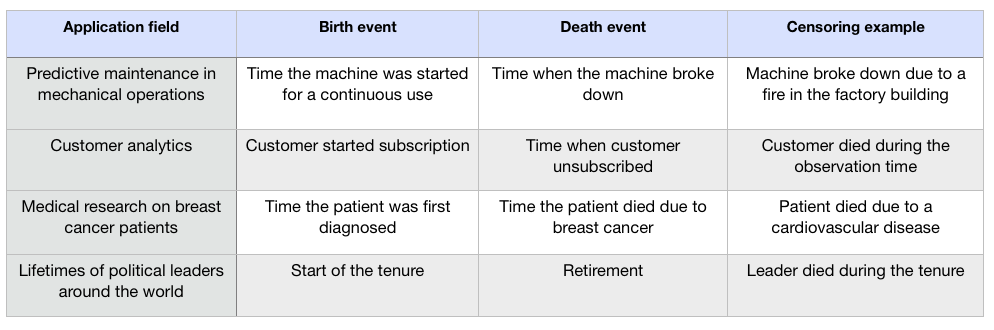 Application field
Birth event
Death event
Censoring example
Predictive maintenance in
mechanical operations
Time the machine was started
for a continuous use
Time when the machine broke
down
Machine broke down due to a
fire in the factory building
Customer analytics
Customer started subscription
Time when customer
unsubscribed
Customer died during the
observation time
Medical research on breast
cancer patients
Time the patient was first
diagnosed
Time the patient died due to
breast cancer
Patient died due to a
cardiovascular disease
Lifetimes of political leaders
around the world
Start of the tenure
Retirement
Leader died during the tenure